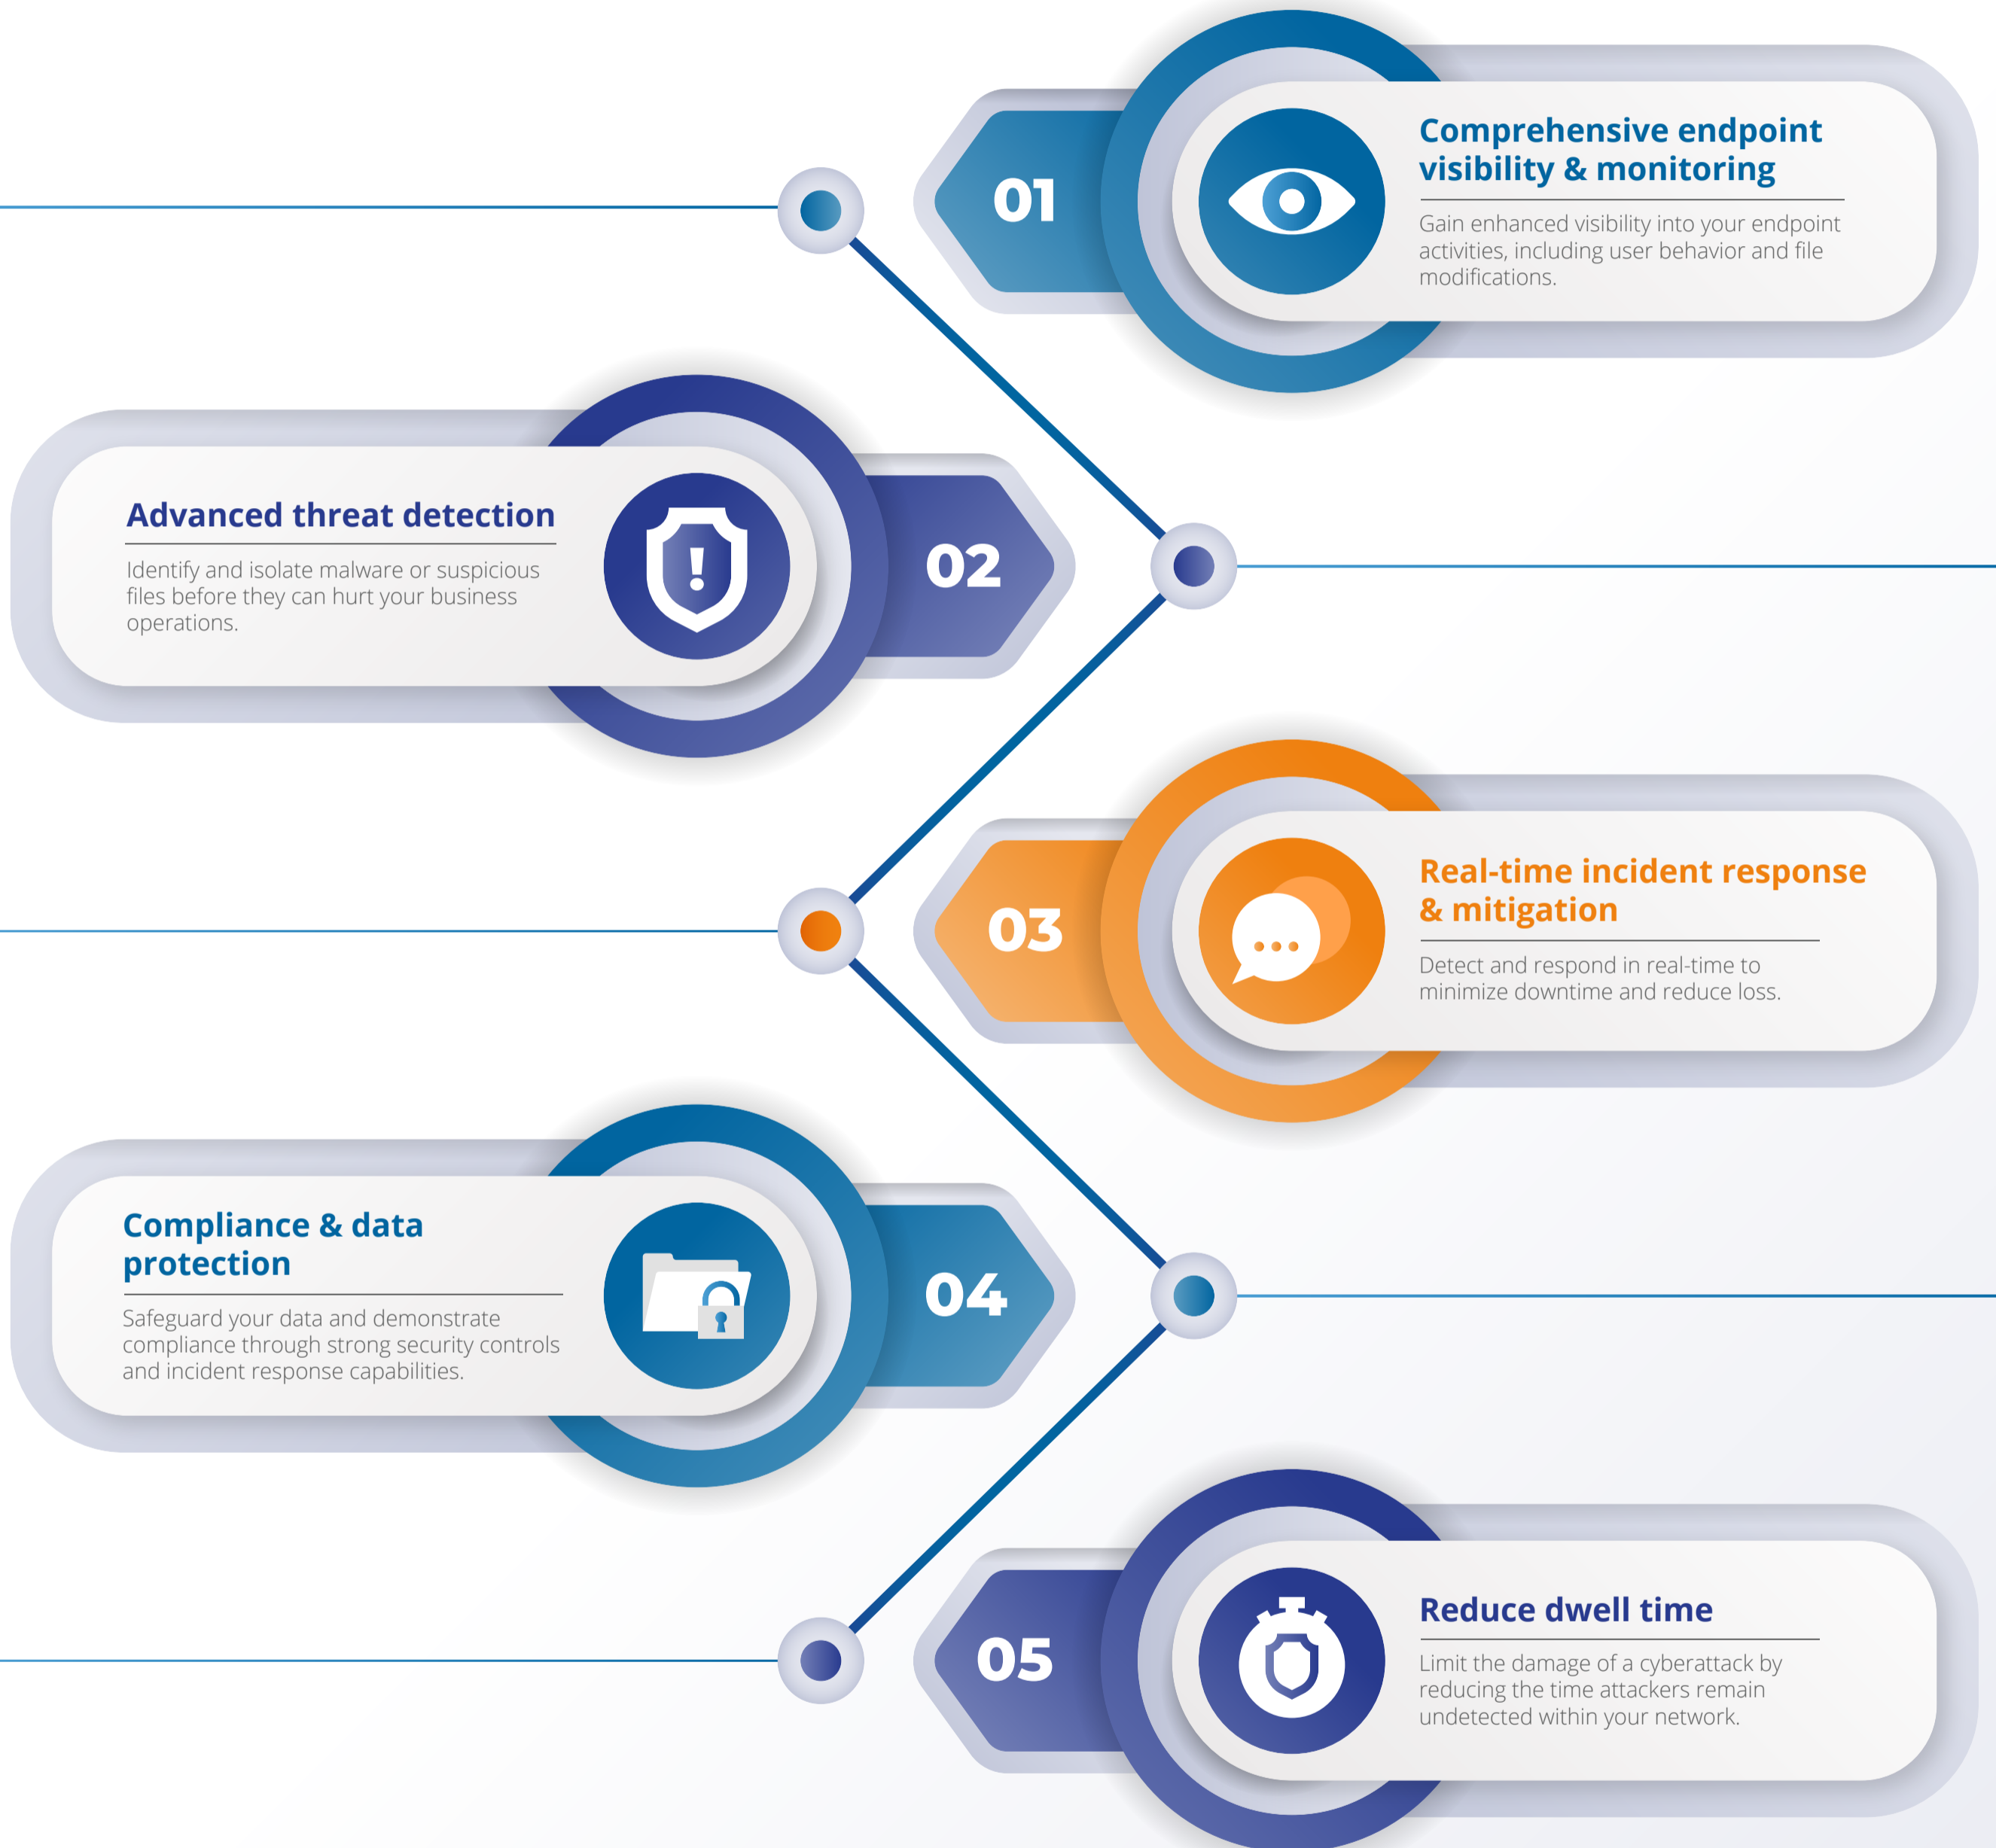 01
Comprehensive endpoint
visibility & monitoring
Gain enhanced visibility into your endpoint
activities, including user behavior and file
modifications.
Advanced threat detection
Identify and isolate malware or suspicious
files before they can hurt your business
operations.
02
03
Real-time incident response
& mitigation
Detect and respond in real-time to
minimize downtime and reduce loss.
Compliance & data
protection
Safeguard your data and demonstrate
compliance through strong security controls
and incident response capabilities.
04
05
Reduce dwell time
Limit the damage of a cyberattack by
reducing the time attackers remain
undetected within your network.